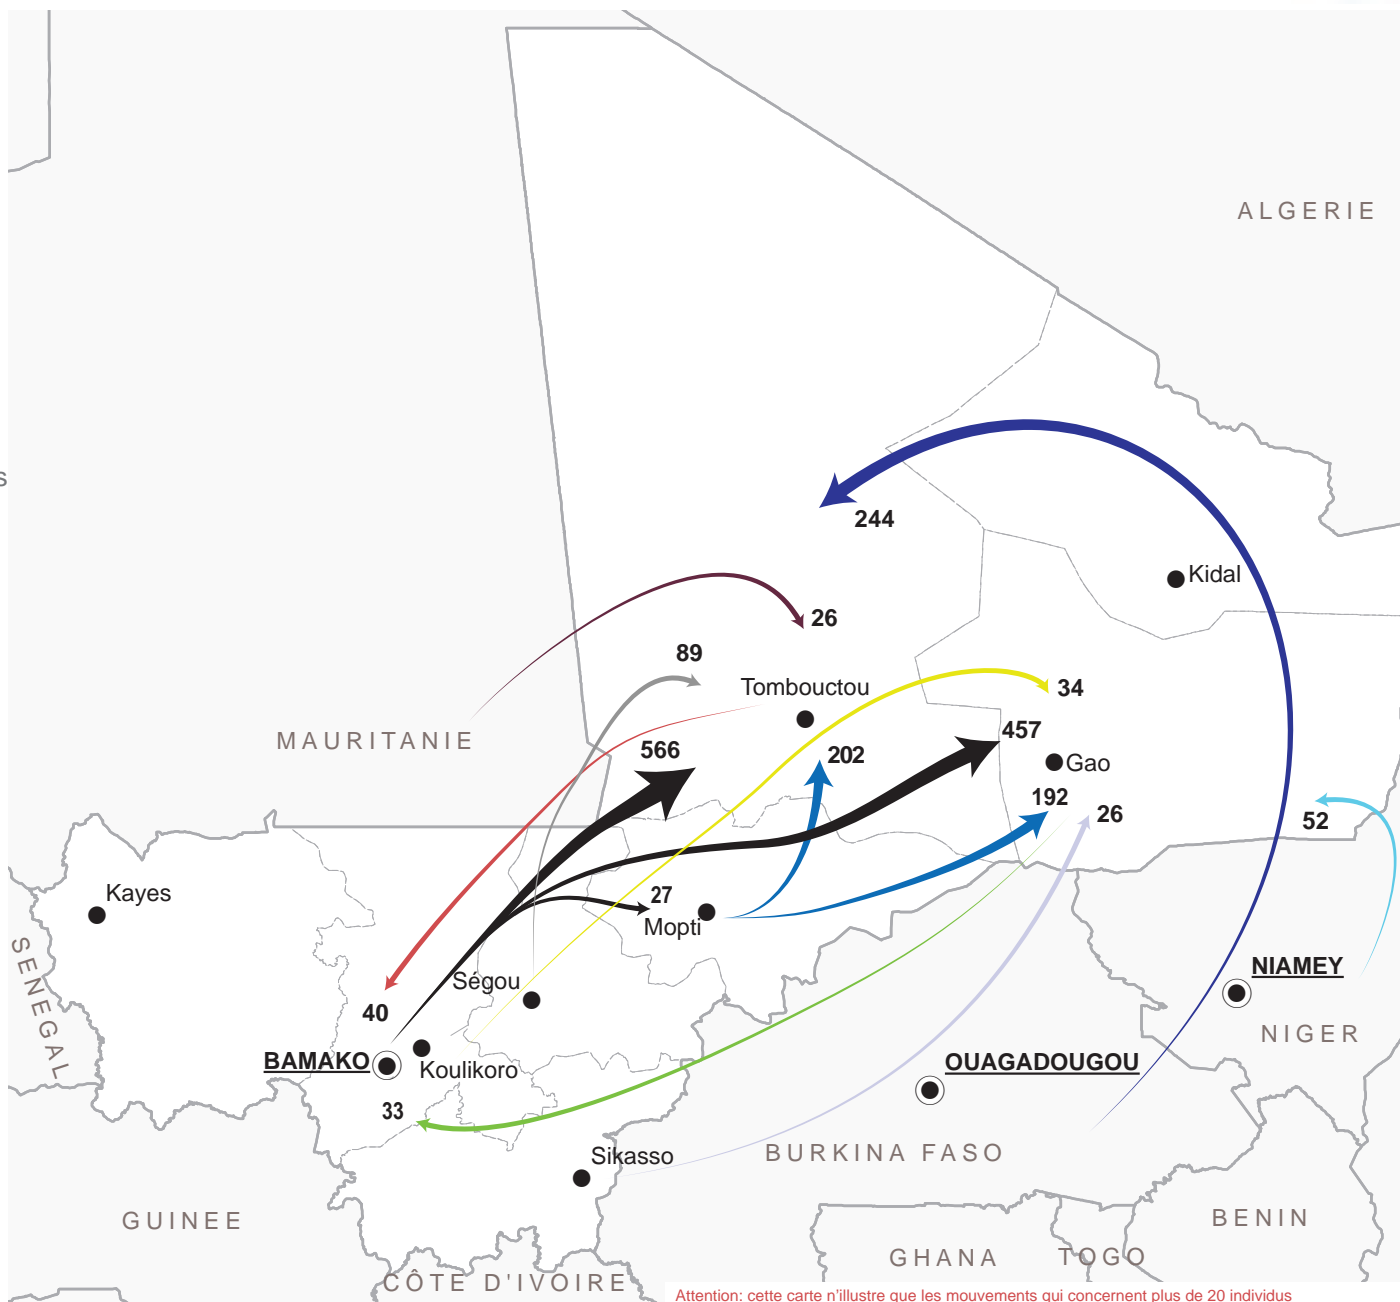 ALGERIE
s
244
Kidal
26
89
Tombouctou
34
MAURITANIE
566
202
457
Gao
192
26
52
Kayes
27
Mopti
SENEGAL
Ségou
NIAMEY
40
NIGER
BAMAKO
Koulikoro
OUAGADOUGOU
33
Sikasso
BURKINA FASO
GUINEE
BENIN
GHANA
TOGO
CÔTE D'IVOIRE
Attention: cette carte n'illustre que les mouvements qui concernent plus de 20 individus